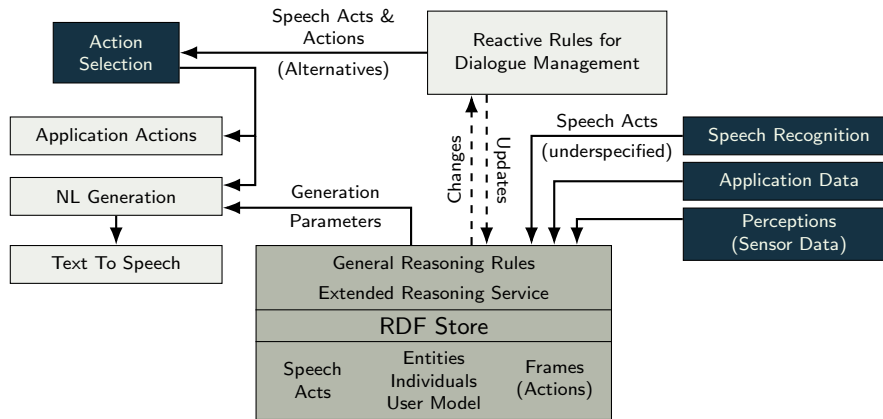 Action
Selection
Speech Acts &
Actions
(Alternatives)
Reactive Rules for
Dialogue Management
Application Actions
NL Generation
Text To Speech
Generation
Parameters
Changes
Updates
Speech Acts
(underspecified)
Speech Recognition
Application Data
Perceptions
(Sensor Data)
General Reasoning Rules
Extended Reasoning Service
RDF Store
Speech
Acts
Entities
Individuals
User Model
Frames
(Actions)